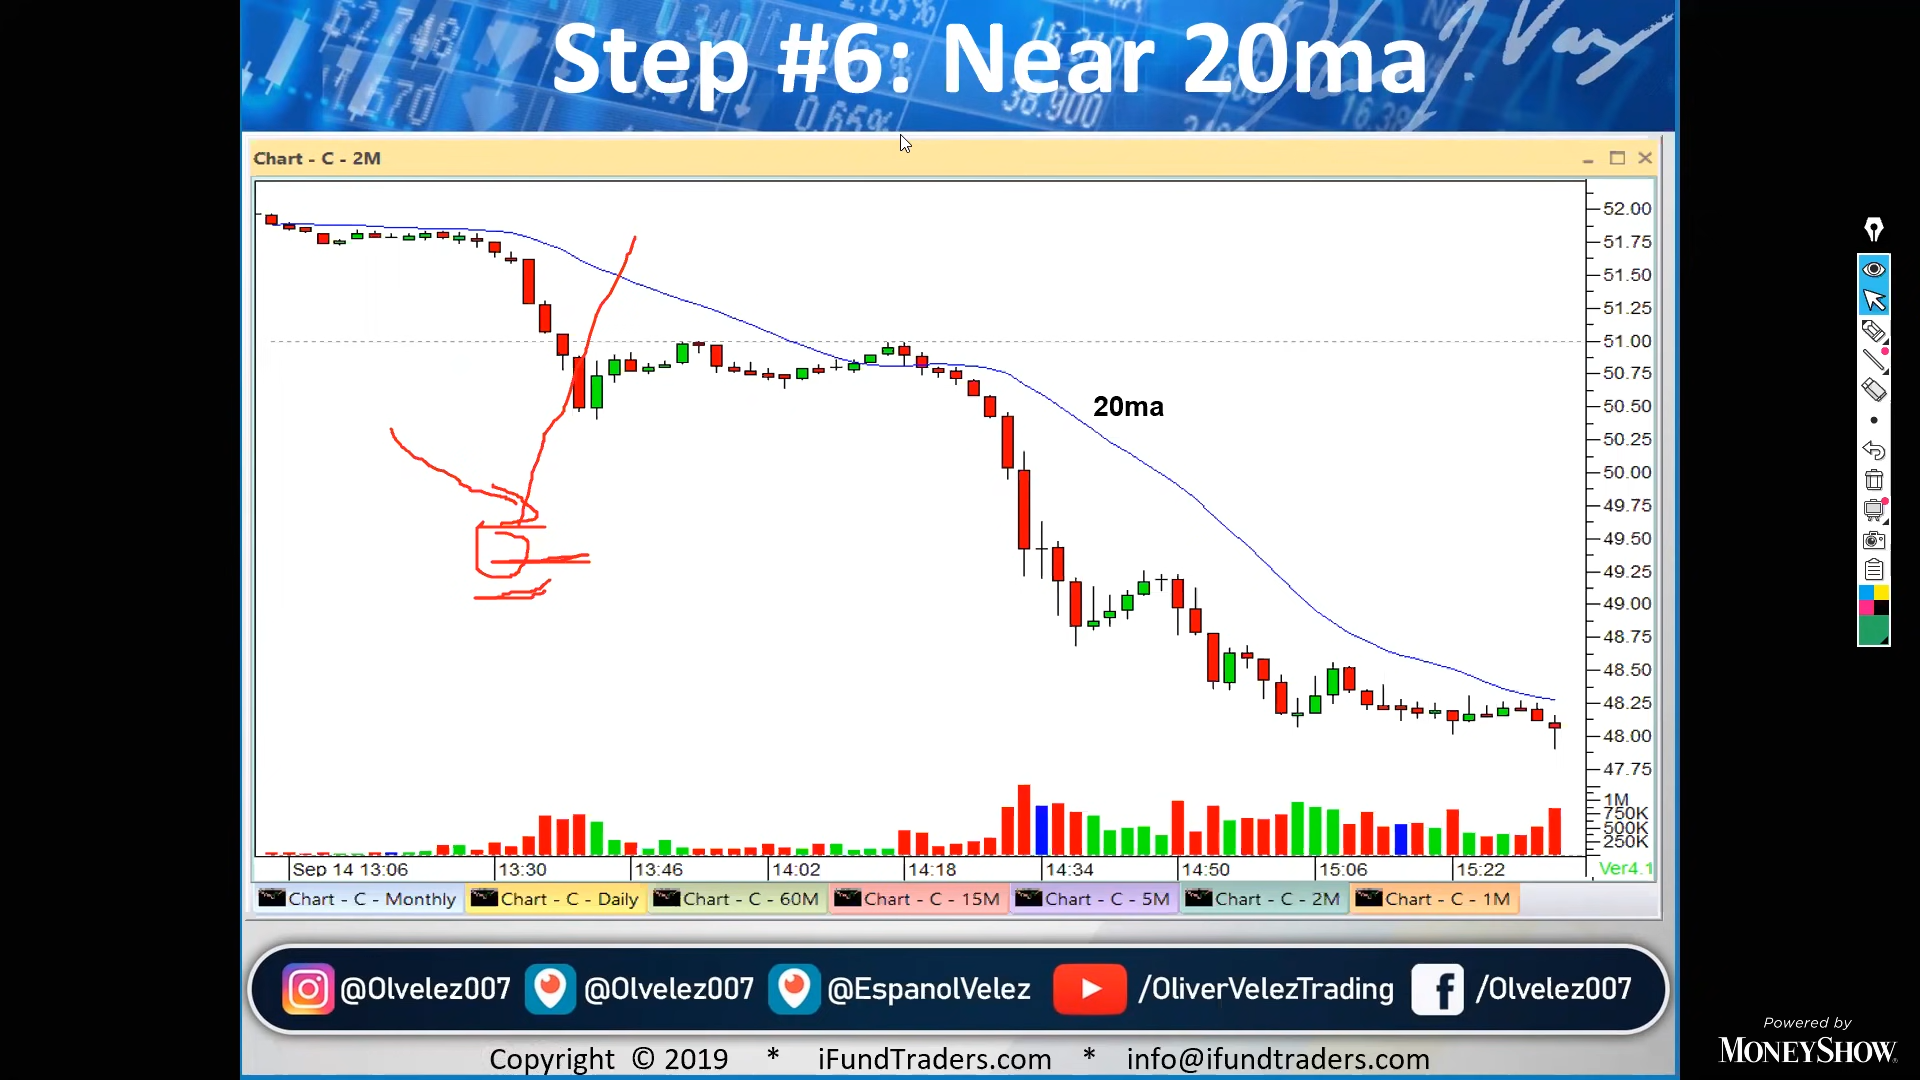 Step #6: Near 20ma
Chart - C - 2M
52.00
51.75
51.50
51.25
51.00
50.75
50.50
50.25
50.00
49.75
49.50
49.25
49.00
48.75
48.50
48.25
48.00
47.75
20ma
1M
750K
500K
250K
Sep 14 13:06 13:30 13:46 14:02 14:18 14:34 14:50 15:06 15:22 Ver4.1
Chart - C - Monthly Chart - C - Daily Chart - C - 60M Chart - C - 15M Chart - C - 5M Chart - C - 2M Chart - C - 1M
@Olvelez007 @Olvelez007 @EspanolVelez /OliverVelezTrading /Olvelez007
Copyright © 2019 * iFundTraders.com * info@ifundtraders.com
Powered by
MONEYSHOW